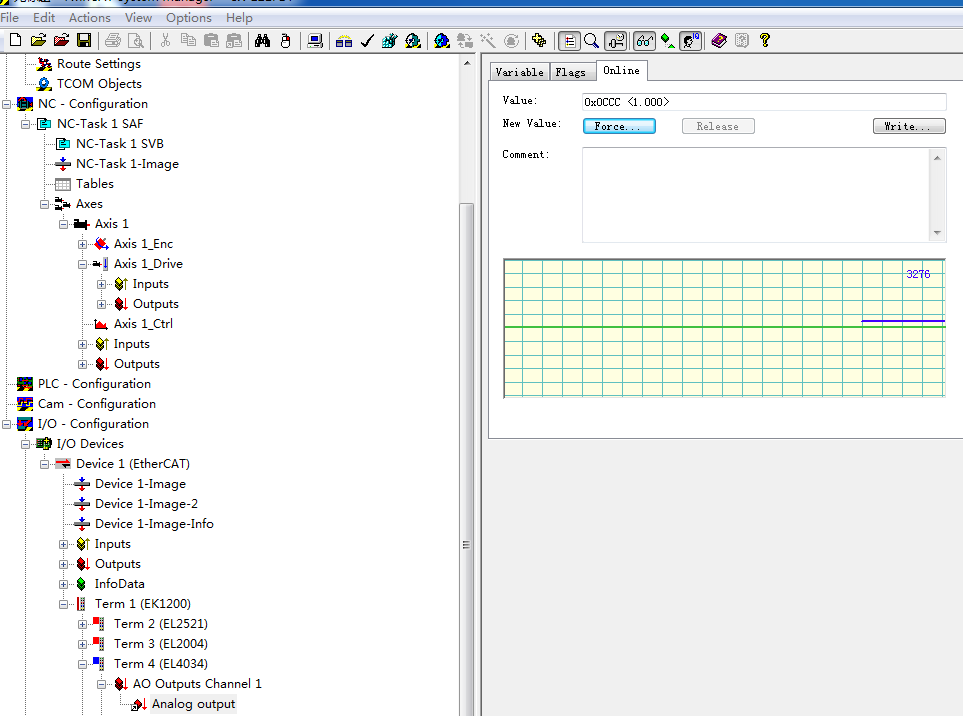 File Edit Actions View Options Help
Route Settings
TCOM Objects
NC - Configuration
NC-Task 1 SAF
NC-Task 1 SVB
NC-Task 1-Image
Tables
Axes
Axis 1
Axis 1_Enc
Axis 1_Drive
Inputs
Outputs
Axis 1_Ctrl
Inputs
Outputs
PLC - Configuration
Cam - Configuration
I/O - Configuration
I/O Devices
Device 1 (EtherCAT)
Device 1-Image
Device 1-Image-2
Device 1-Image-Info
Inputs
Outputs
InfoData
Term 1 (EK1200)
Term 2 (EL2521)
Term 3 (EL2004)
Term 4 (EL4034)
AO Outputs Channel 1
Analog output
Variable Flags Online
Value: 0x0CCC <1.000>
New Value: Force... Release Write...
Comment:
3276